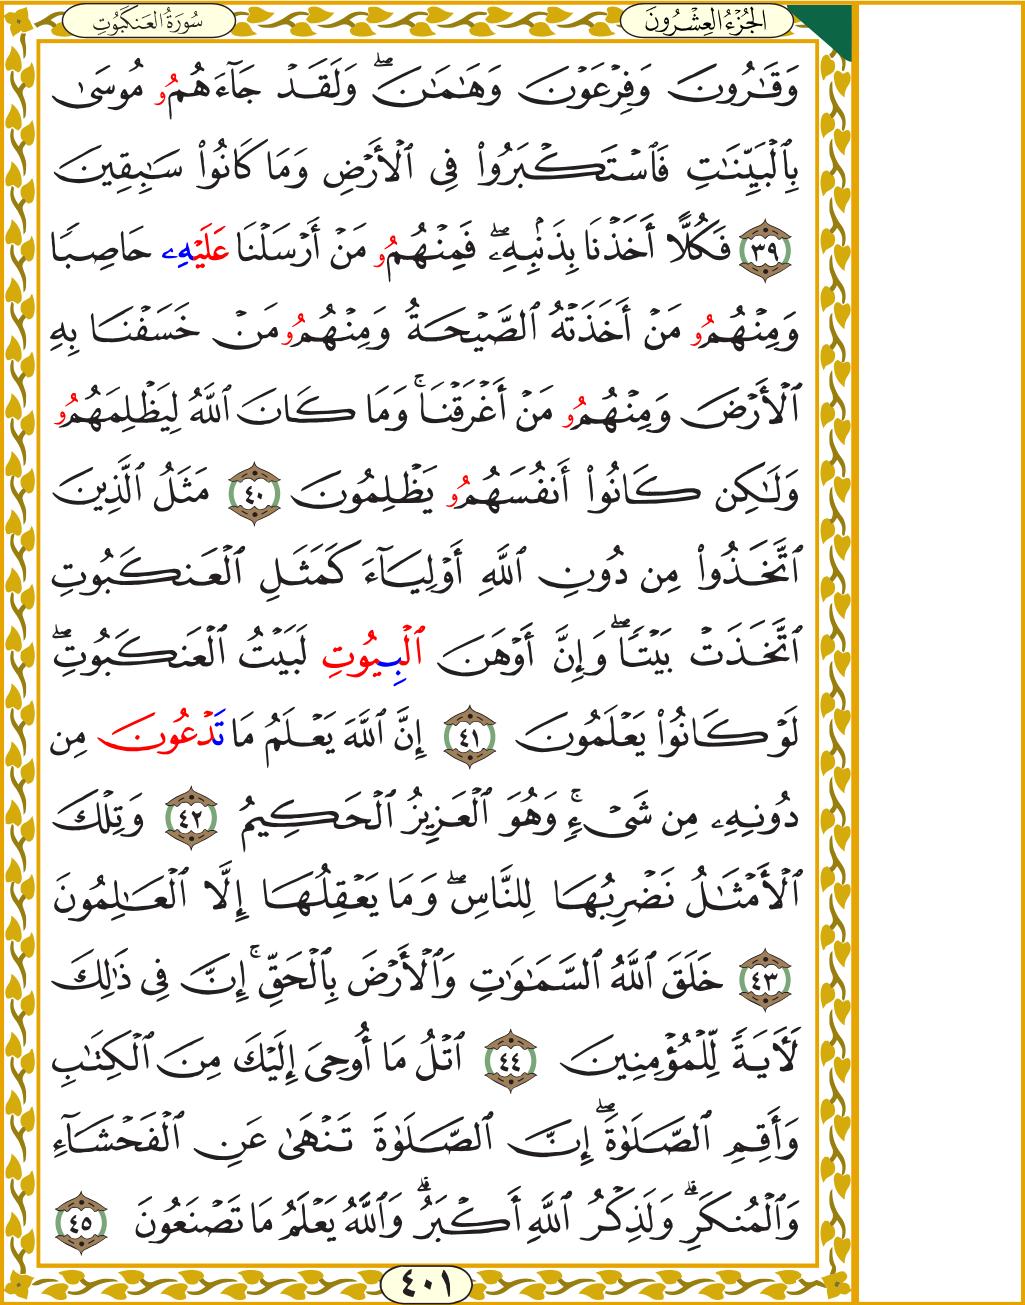 الجُزْءُ العِشْرُونَ
سُورَةُ العَنكَبُوتِ
وَقَٰرُونَ وَفِرْعَوْنَ وَهَٰمَٰنَۖ وَلَقَدْ جَآءَهُمُو مُوسَىٰ
بِٱلْبَيِّنَٰتِ فَٱسْتَكْبَرُوا۟ فِى ٱلْأَرْضِ وَمَا كَانُوا۟ سَٰبِقِينَ
٣٩ فَكُلًّا أَخَذْنَا بِذَنۢبِهِۦۖ فَمِنْهُمُو مَنْ أَرْسَلْنَا عَلَيْهِۦ حَاصِبًا
وَمِنْهُمُو مَنْ أَخَذَتْهُ ٱلصَّيْحَةُ وَمِنْهُمُو مَنْ خَسَفْنَا بِهِ
ٱلْأَرْضَ وَمِنْهُمُو مَنْ أَغْرَقْنَاۚ وَمَا كَانَ ٱللَّهُ لِيَظْلِمَهُمُو
وَلَٰكِن كَانُوٓا۟ أَنفُسَهُمُو يَظْلِمُونَ ٤٠ مَثَلُ ٱلَّذِينَ
ٱتَّخَذُوا۟ مِن دُونِ ٱللَّهِ أَوْلِيَآءَ كَمَثَلِ ٱلْعَنكَبُوتِ
ٱتَّخَذَتْ بَيْتًاۖ وَإِنَّ أَوْهَنَ ٱلْبِيُوتِ لَبَيْتُ ٱلْعَنكَبُوتِۖ
لَوْ كَانُوا۟ يَعْلَمُونَ ٤١ إِنَّ ٱللَّهَ يَعْلَمُ مَا تَدْعُونَ مِن
دُونِهِۦ مِن شَىْءٍۚ وَهُوَ ٱلْعَزِيزُ ٱلْحَكِيمُ ٤٢ وَتِلْكَ
ٱلْأَمْثَٰلُ نَضْرِبُهَا لِلنَّاسِۖ وَمَا يَعْقِلُهَآ إِلَّا ٱلْعَٰلِمُونَ
٤٣ خَلَقَ ٱللَّهُ ٱلسَّمَٰوَٰتِ وَٱلْأَرْضَ بِٱلْحَقِّۚ إِنَّ فِى ذَٰلِكَ
لَأٓيَةً لِّلْمُؤْمِنِينَ ٤٤ ٱتْلُ مَآ أُوحِىَ إِلَيْكَ مِنَ ٱلْكِتَٰبِ
وَأَقِمِ ٱلصَّلَوٰةَۖ إِنَّ ٱلصَّلَوٰةَ تَنْهَىٰ عَنِ ٱلْفَحْشَآءِ
وَٱلْمُنكَرِۗ وَلَذِكْرُ ٱللَّهِ أَكْبَرُۗ وَٱللَّهُ يَعْلَمُ مَا تَصْنَعُونَ ٤٥
٤٠١